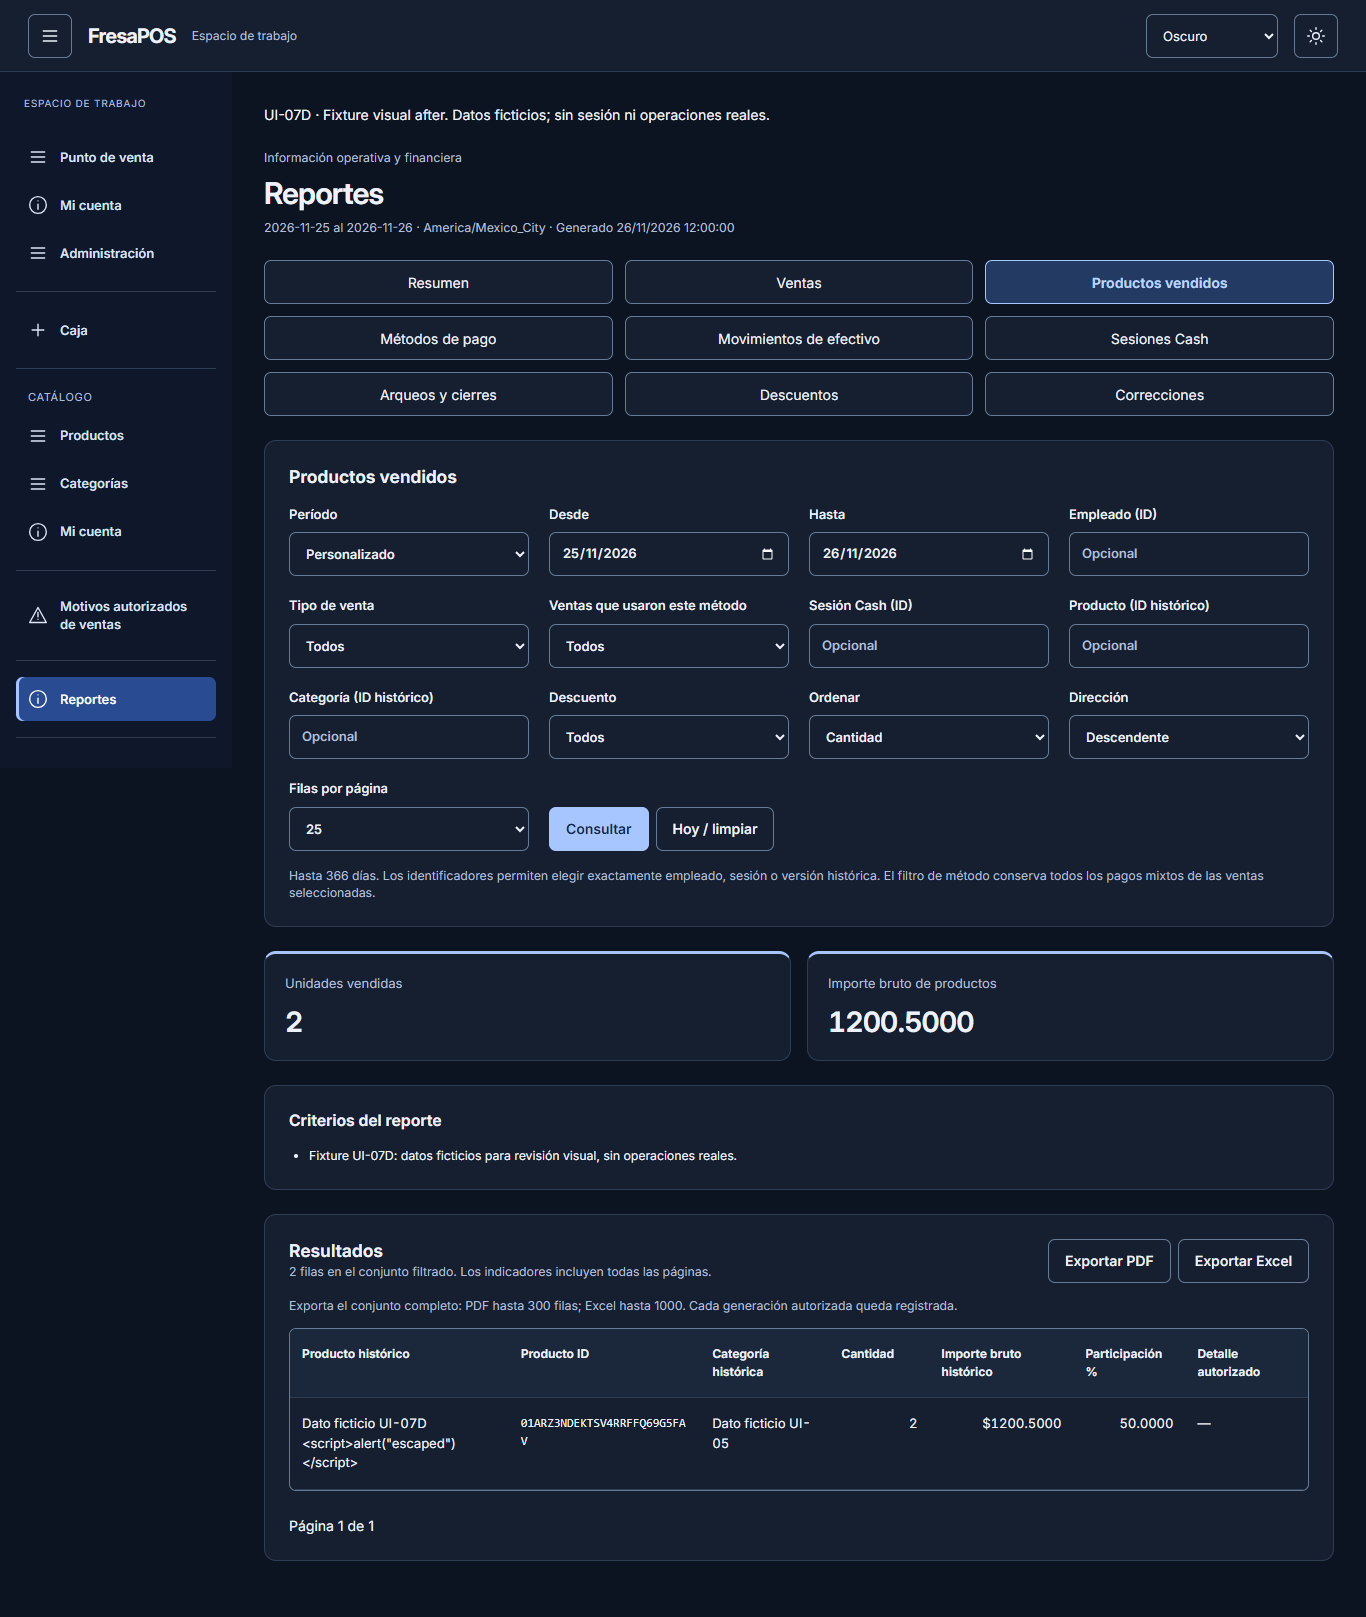 FresaPOS
Espacio de trabajo
Oscuro
ESPACIO DE TRABAJO
Punto de venta
Mi cuenta
Administración
Caja
CATÁLOGO
Productos
Categorías
Mi cuenta
Motivos autorizados
de ventas
Reportes
UI-07D · Fixture visual after. Datos ficticios; sin sesión ni operaciones reales.
Información operativa y financiera
Reportes
2026-11-25 al 2026-11-26 · America/Mexico_City · Generado 26/11/2026 12:00:00
Resumen
Ventas
Productos vendidos
Métodos de pago
Movimientos de efectivo
Sesiones Cash
Arqueos y cierres
Descuentos
Correcciones
Productos vendidos
Período
Desde
Hasta
Empleado (ID)
Personalizado
25/11/2026
26/11/2026
Opcional
Tipo de venta
Ventas que usaron este método
Sesión Cash (ID)
Producto (ID histórico)
Todos
Todos
Opcional
Opcional
Categoría (ID histórico)
Descuento
Ordenar
Dirección
Opcional
Todos
Cantidad
Descendente
Filas por página
25
Consultar
Hoy / limpiar
Hasta 366 días. Los identificadores permiten elegir exactamente empleado, sesión o versión histórica. El filtro de método conserva todos los pagos mixtos de las ventas
seleccionadas.
Unidades vendidas
2
Importe bruto de productos
1200.5000
Criterios del reporte
• Fixture UI-07D: datos ficticios para revisión visual, sin operaciones reales.
Resultados
2 filas en el conjunto filtrado. Los indicadores incluyen todas las páginas.
Exportar PDF
Exportar Excel
Exporta el conjunto completo: PDF hasta 300 filas; Excel hasta 1000. Cada generación autorizada queda registrada.
Producto histórico
Producto ID
Categoría
histórica
Cantidad
Importe bruto
histórico
Participación
%
Detalle
autorizado
Dato ficticio UI-07D
<script>alert("escaped")
</script>
01ARZ3NDEKTSV4RRFFQ69G5FA
V
Dato ficticio UI-
05
2
$1200.5000
50.0000
—
Página 1 de 1